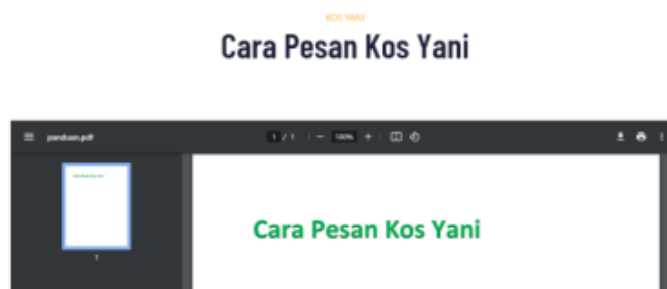 KOS YANI
Cara Pesan Kos Yani
panduan.pdf
1 / 1
100%
Cara Pesan Kos Yani
1